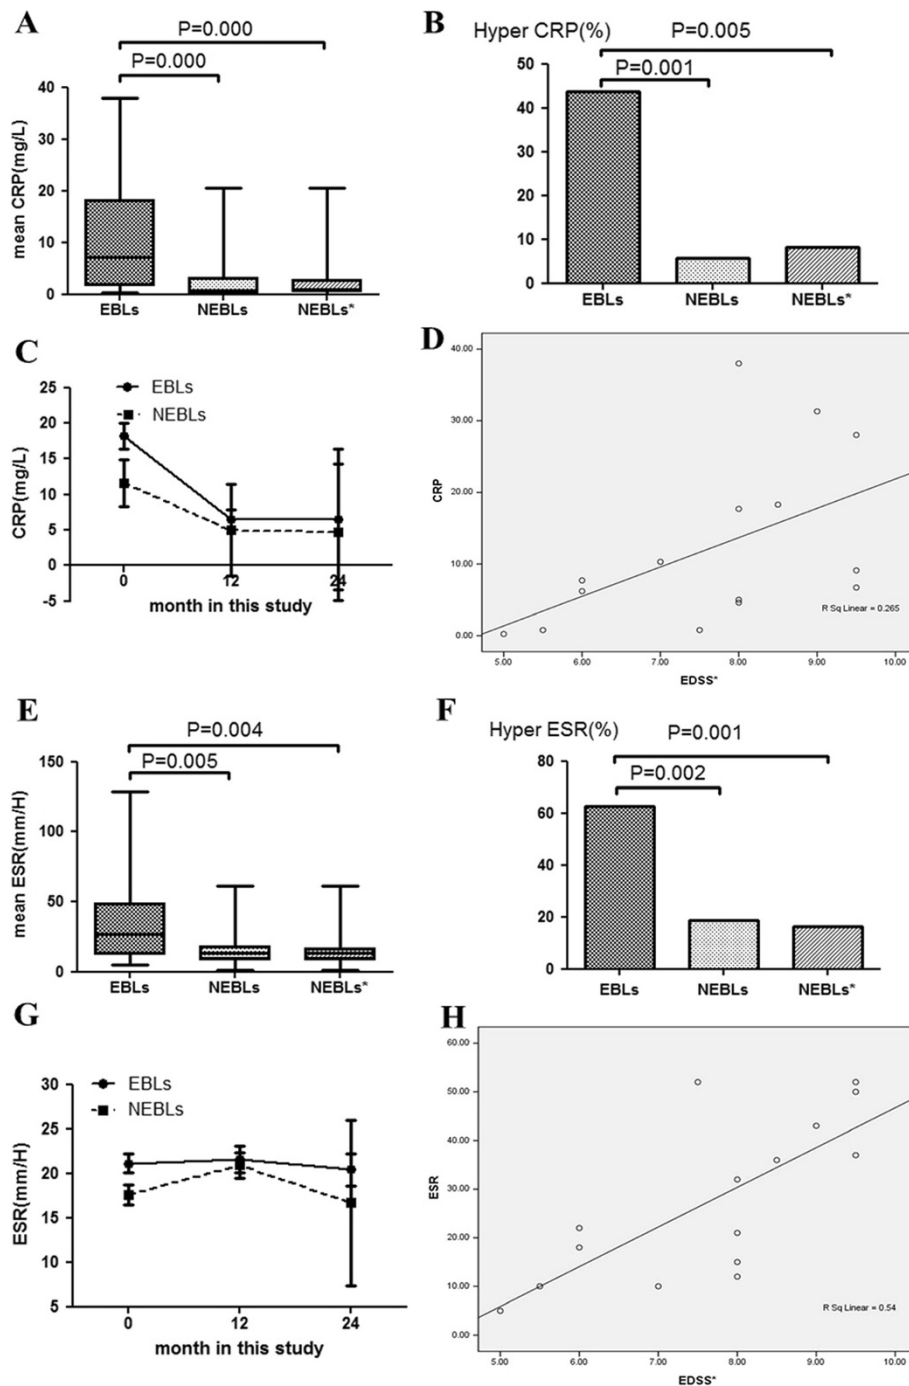 A
P=0.000
P=0.000
mean CRP(mg/L)
40
30
20
10
0
EBLs NEBLs NEBLs*
B
Hyper CRP(%)
P=0.005
P=0.001
50
40
30
20
10
0
EBLs NEBLs NEBLs*
C
EBLs
NEBLs
CRP(mg/L)
25
20
15
10
5
0
-5
0 12 24
month in this study
D
CRP
40.00
30.00
20.00
10.00
0.00
R Sq Linear = 0.265
5.00 6.00 7.00 8.00 9.00 10.00
EDSS*
E
P=0.004
P=0.005
mean ESR(mm/H)
150
100
50
0
EBLs NEBLs NEBLs*
F
Hyper ESR(%)
P=0.001
P=0.002
80
60
40
20
0
EBLs NEBLs NEBLs*
G
EBLs
NEBLs
ESR(mm/H)
30
25
20
15
10
5
0 12 24
month in this study
H
ESR
60.00
50.00
40.00
30.00
20.00
10.00
0.00
R Sq Linear = 0.54
5.00 6.00 7.00 8.00 9.00 10.00
EDSS*